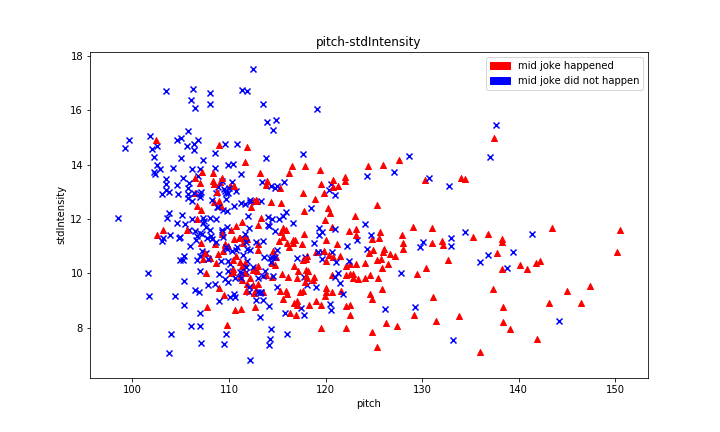 pitch-stdIntensity
mid joke happened
mid joke did not happen
18
16
14
12
10
8
stdIntensity
100
110
120
130
140
150
pitch